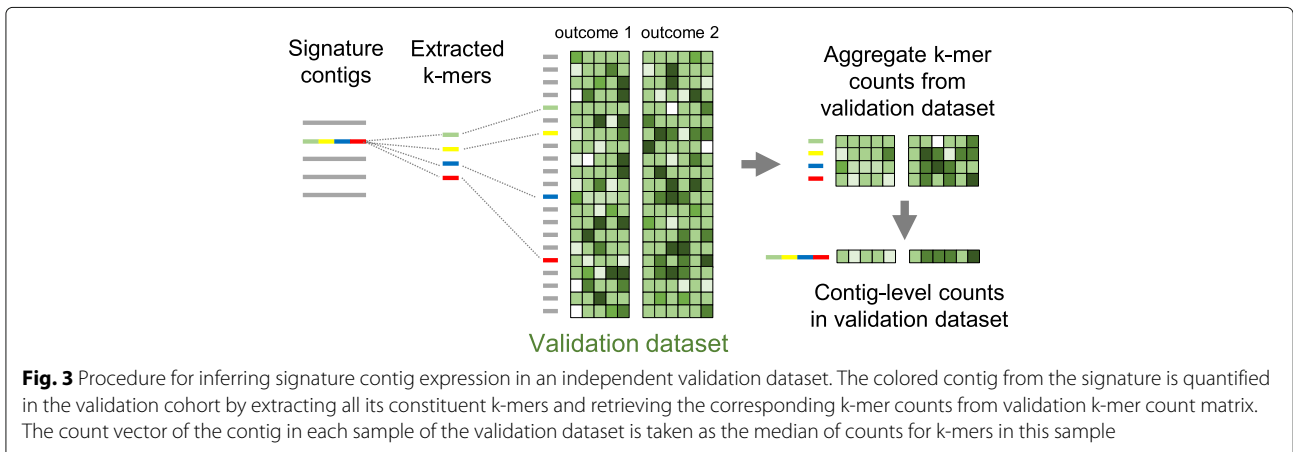 Signature
contigs
Extracted
k-mers
outcome 1 outcome 2
Aggregate k-mer
counts from
validation dataset
Contig-level counts
in validation dataset
Validation dataset
Fig. 3 Procedure for inferring signature contig expression in an independent validation dataset. The colored contig from the signature is quantified
in the validation cohort by extracting all its constituent k-mers and retrieving the corresponding k-mer counts from validation k-mer count matrix.
The count vector of the contig in each sample of the validation dataset is taken as the median of counts for k-mers in this sample